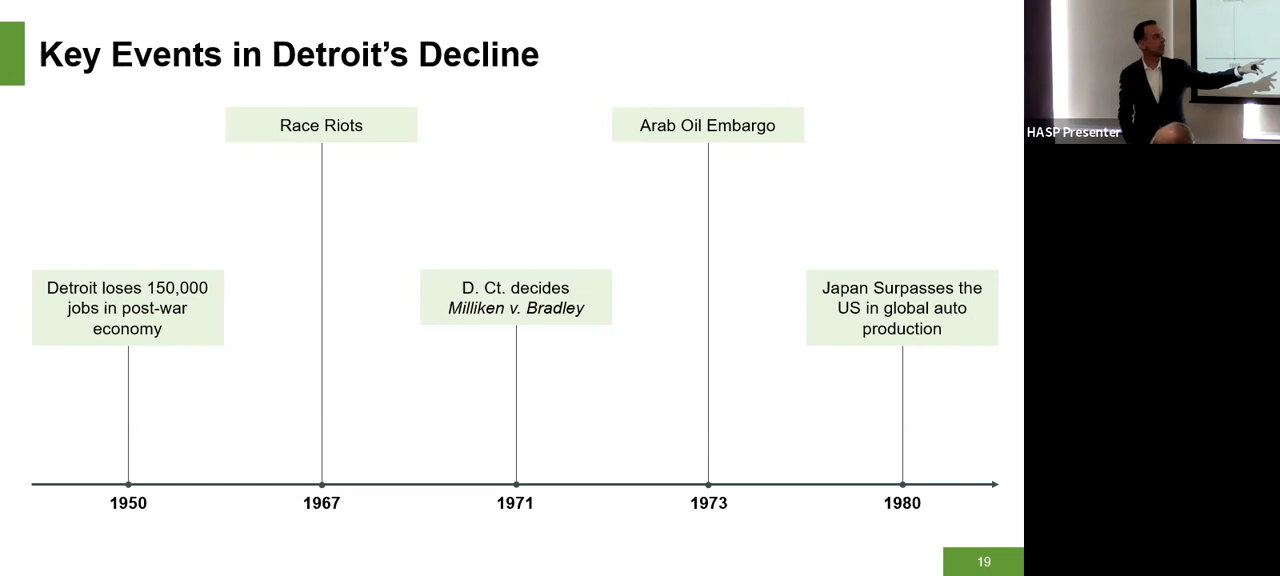 Key Events in Detroit’s Decline
Race Riots
Arab Oil Embargo
Detroit loses 150,000
jobs in post-war
economy
D. Ct. decides
Milliken v. Bradley
Japan Surpasses the
US in global auto
production
1950
1967
1971
1973
1980
19
HASP Presenter